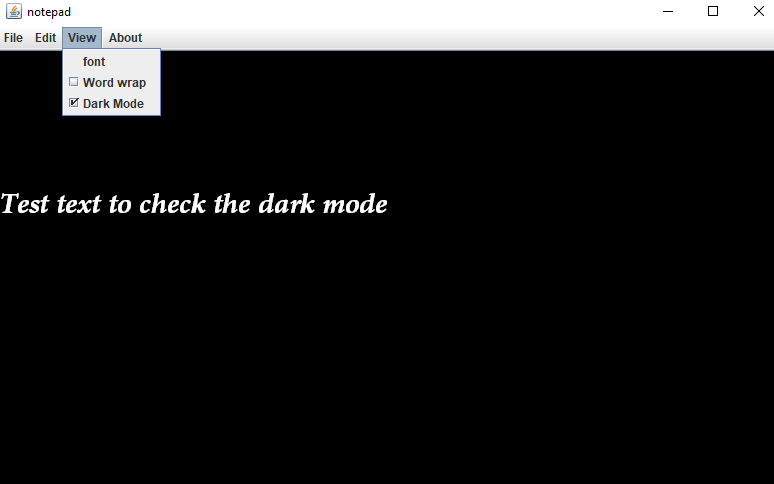 notepad
File Edit View About
font
Word wrap
Dark Mode
Test text to check the dark mode